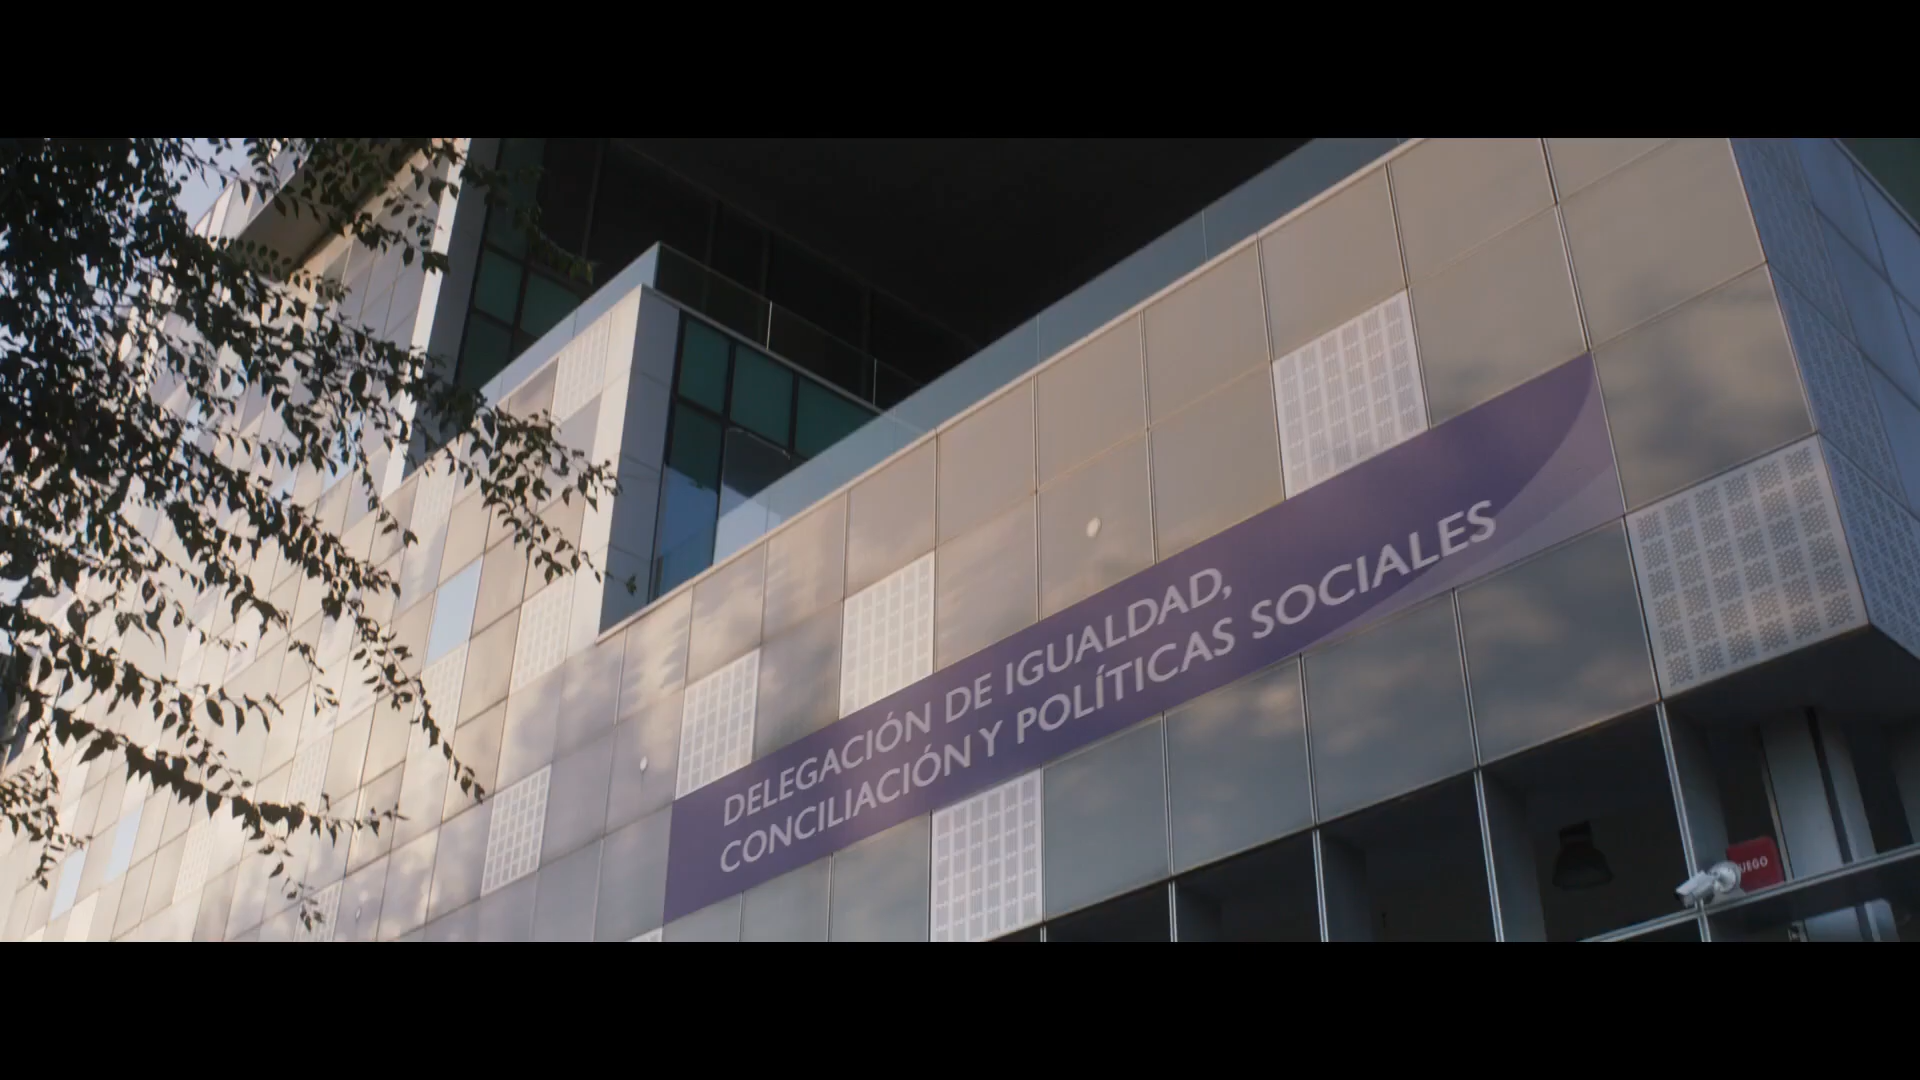 DELEGACIÓN DE IGUALDAD,
CONCILIACIÓN Y POLÍTICAS SOCIALES